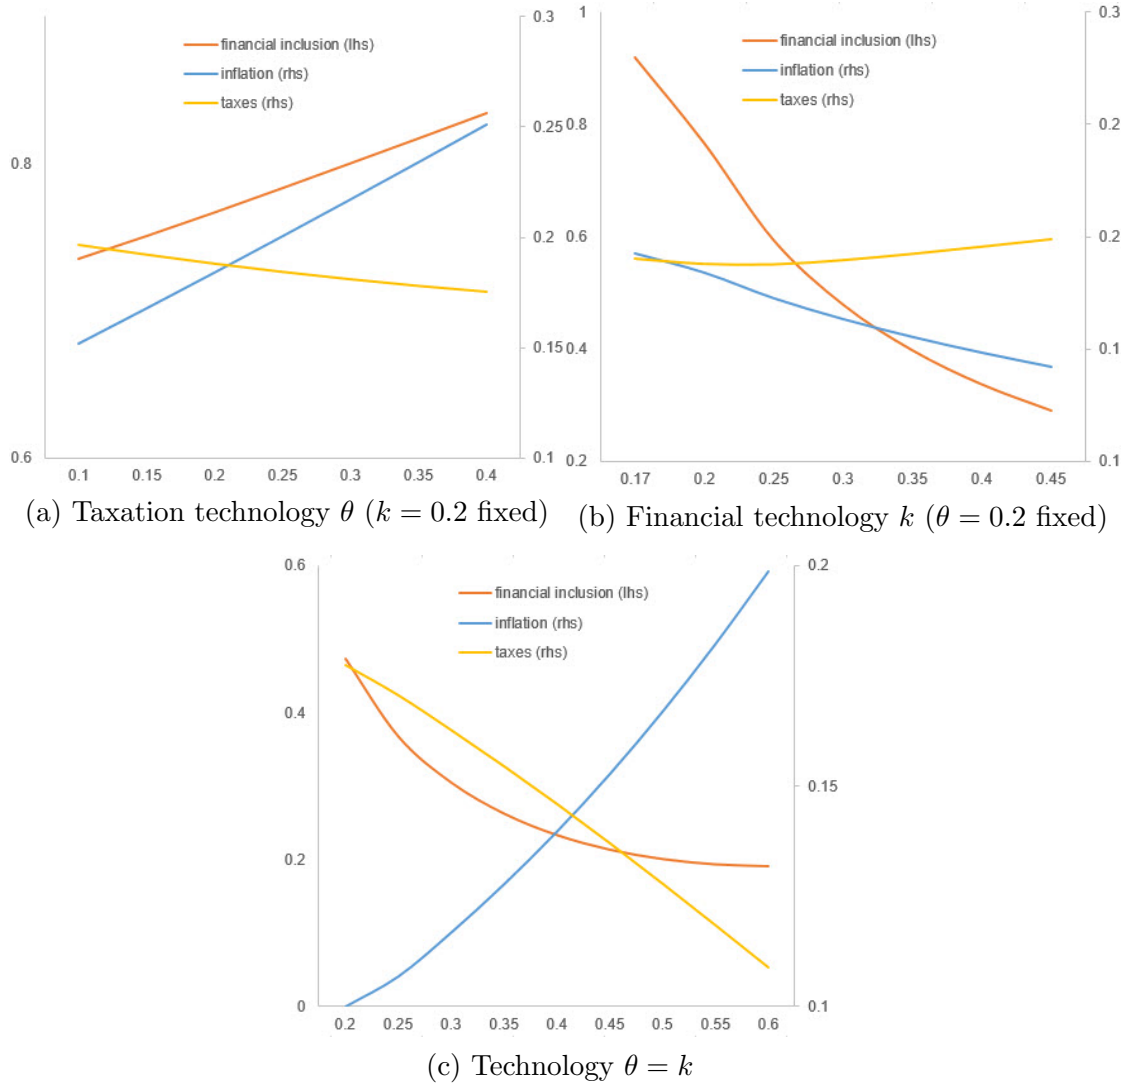 0.3
financial inclusion (lhs)
inflation (rhs)
taxes (rhs)
0.25
0.8
0.2
0.15
0.6
0.1
0.1 0.15 0.2 0.25 0.3 0.35 0.4
(a) Taxation technology θ (k = 0.2 fixed)
1
0.3
financial inclusion (lhs)
inflation (rhs)
taxes (rhs)
0.8
0.2
0.6
0.2
0.4
0.1
0.2
0.1
0.17 0.2 0.25 0.3 0.35 0.4 0.45
(b) Financial technology k (θ = 0.2 fixed)
0.6
0.2
financial inclusion (lhs)
inflation (rhs)
taxes (rhs)
0.4
0.15
0.2
0
0.1
0.2 0.25 0.3 0.35 0.4 0.45 0.5 0.55 0.6
(c) Technology θ = k